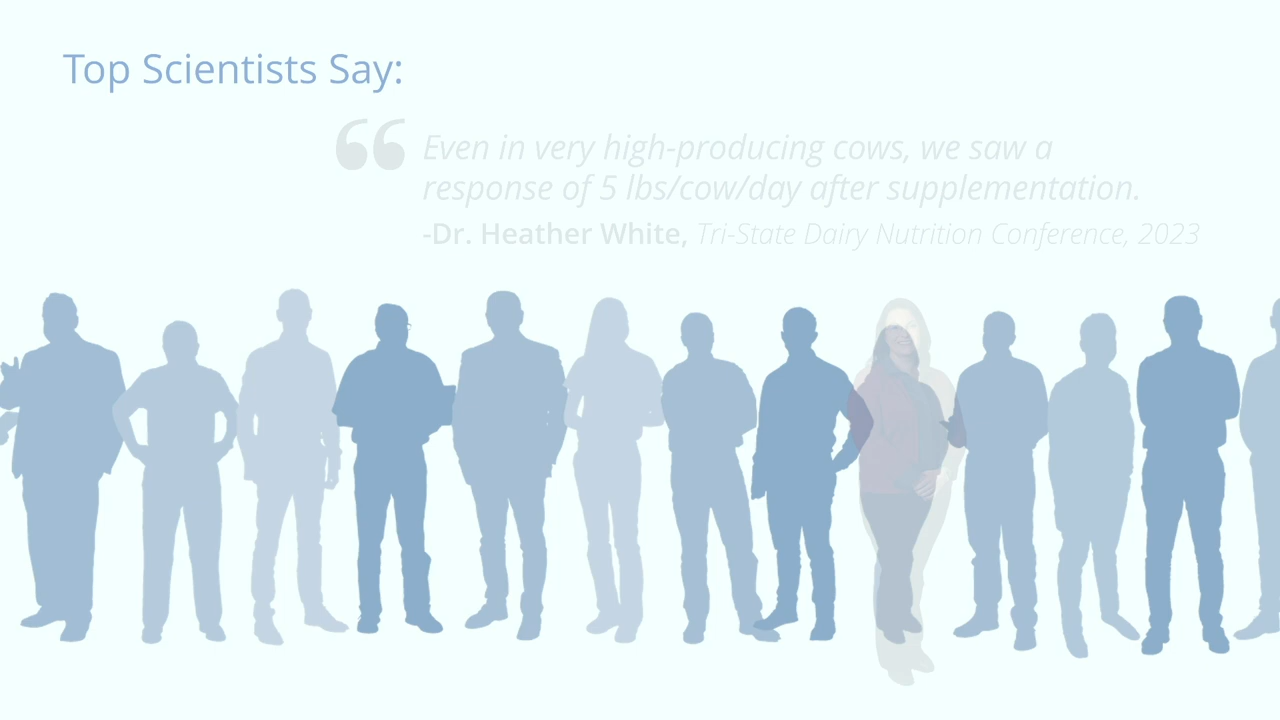 Top Scientists Say:
“
Even in very high-producing cows, we saw a
response of 5 lbs/cow/day after supplementation.
-Dr. Heather White, Tri-State Dairy Nutrition Conference, 2023